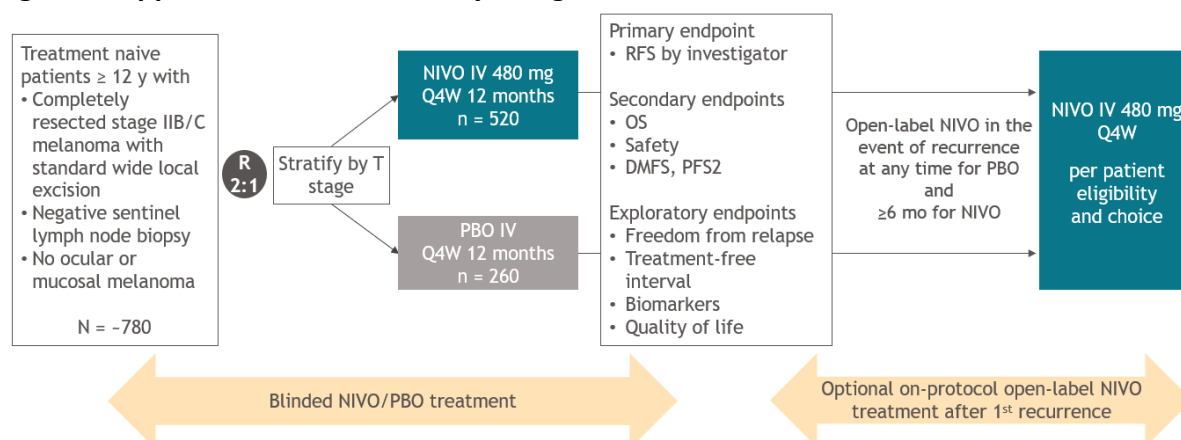 Treatment naive
patients ≥ 12 y with
• Completely
resected stage IIB/C
melanoma with
standard wide local
excision
• Negative sentinel
lymph node biopsy
• No ocular or
mucosal melanoma
N = ~780
R
2:1
Stratify by T
stage
NIVO IV 480 mg
Q4W 12 months
n = 520
PBO IV
Q4W 12 months
n = 260
Primary endpoint
• RFS by investigator
Secondary endpoints
• OS
• Safety
• DMFS, PFS2
Exploratory endpoints
• Freedom from relapse
• Treatment-free
interval
• Biomarkers
• Quality of life
Open-label NIVO in the
event of recurrence
at any time for PBO
and
≥6 mo for NIVO
NIVO IV 480 mg
Q4W
per patient
eligibility
and choice
Blinded NIVO/PBO treatment
Optional on-protocol open-label NIVO
treatment after 1st recurrence